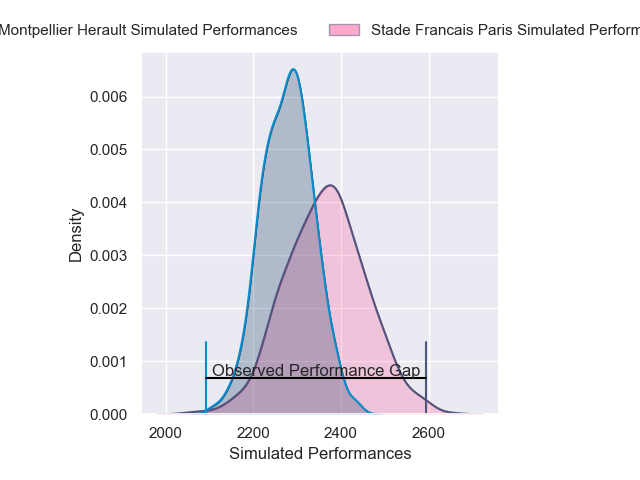 Montpellier Herault Simulated Performances
Stade Francais Paris Simulated
0.006
0.005
0.004
0.003
0.002
0.001
0.000
Density
Observed Performance Gap
2000 2200 2400 2600
Simulated Performances